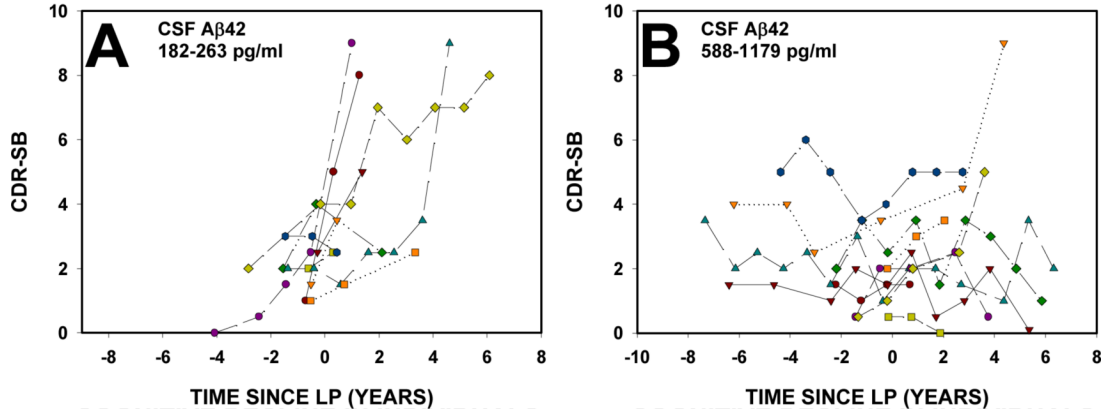 A
CSF Aβ42
182-263 pg/ml
CDR-SB
10
8
6
4
2
0
-8 -6 -4 -2 0 2 4 6 8
TIME SINCE LP (YEARS)
B
CSF Aβ42
588-1179 pg/ml
CDR-SB
10
8
6
4
2
0
-10 -8 -6 -4 -2 0 2 4 6 8
TIME SINCE LP (YEARS)